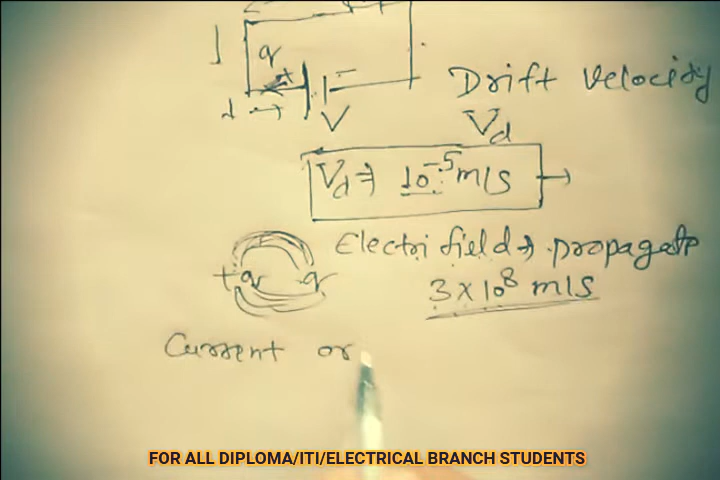 q
+
I
V
Drift velocity
Vd
Vd → 10⁻⁵ m/s
Electri field → propagate
+q q
3 x 10⁸ m/s
Current or
FOR ALL DIPLOMA/ITI/ELECTRICAL BRANCH STUDENTS